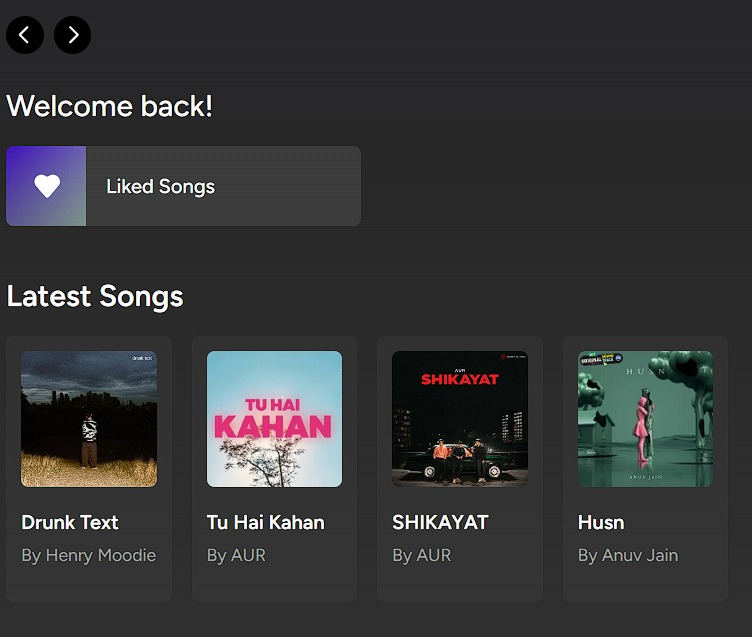 Welcome back!
Liked Songs
Latest Songs
drunk text
TU HAI
KAHAN
AUR
SHIKAYAT
ORIGINAL
HUSN
ANUV JAIN
Drunk Text
Tu Hai Kahan
SHIKAYAT
Husn
By Henry Moodie
By AUR
By AUR
By Anuv Jain